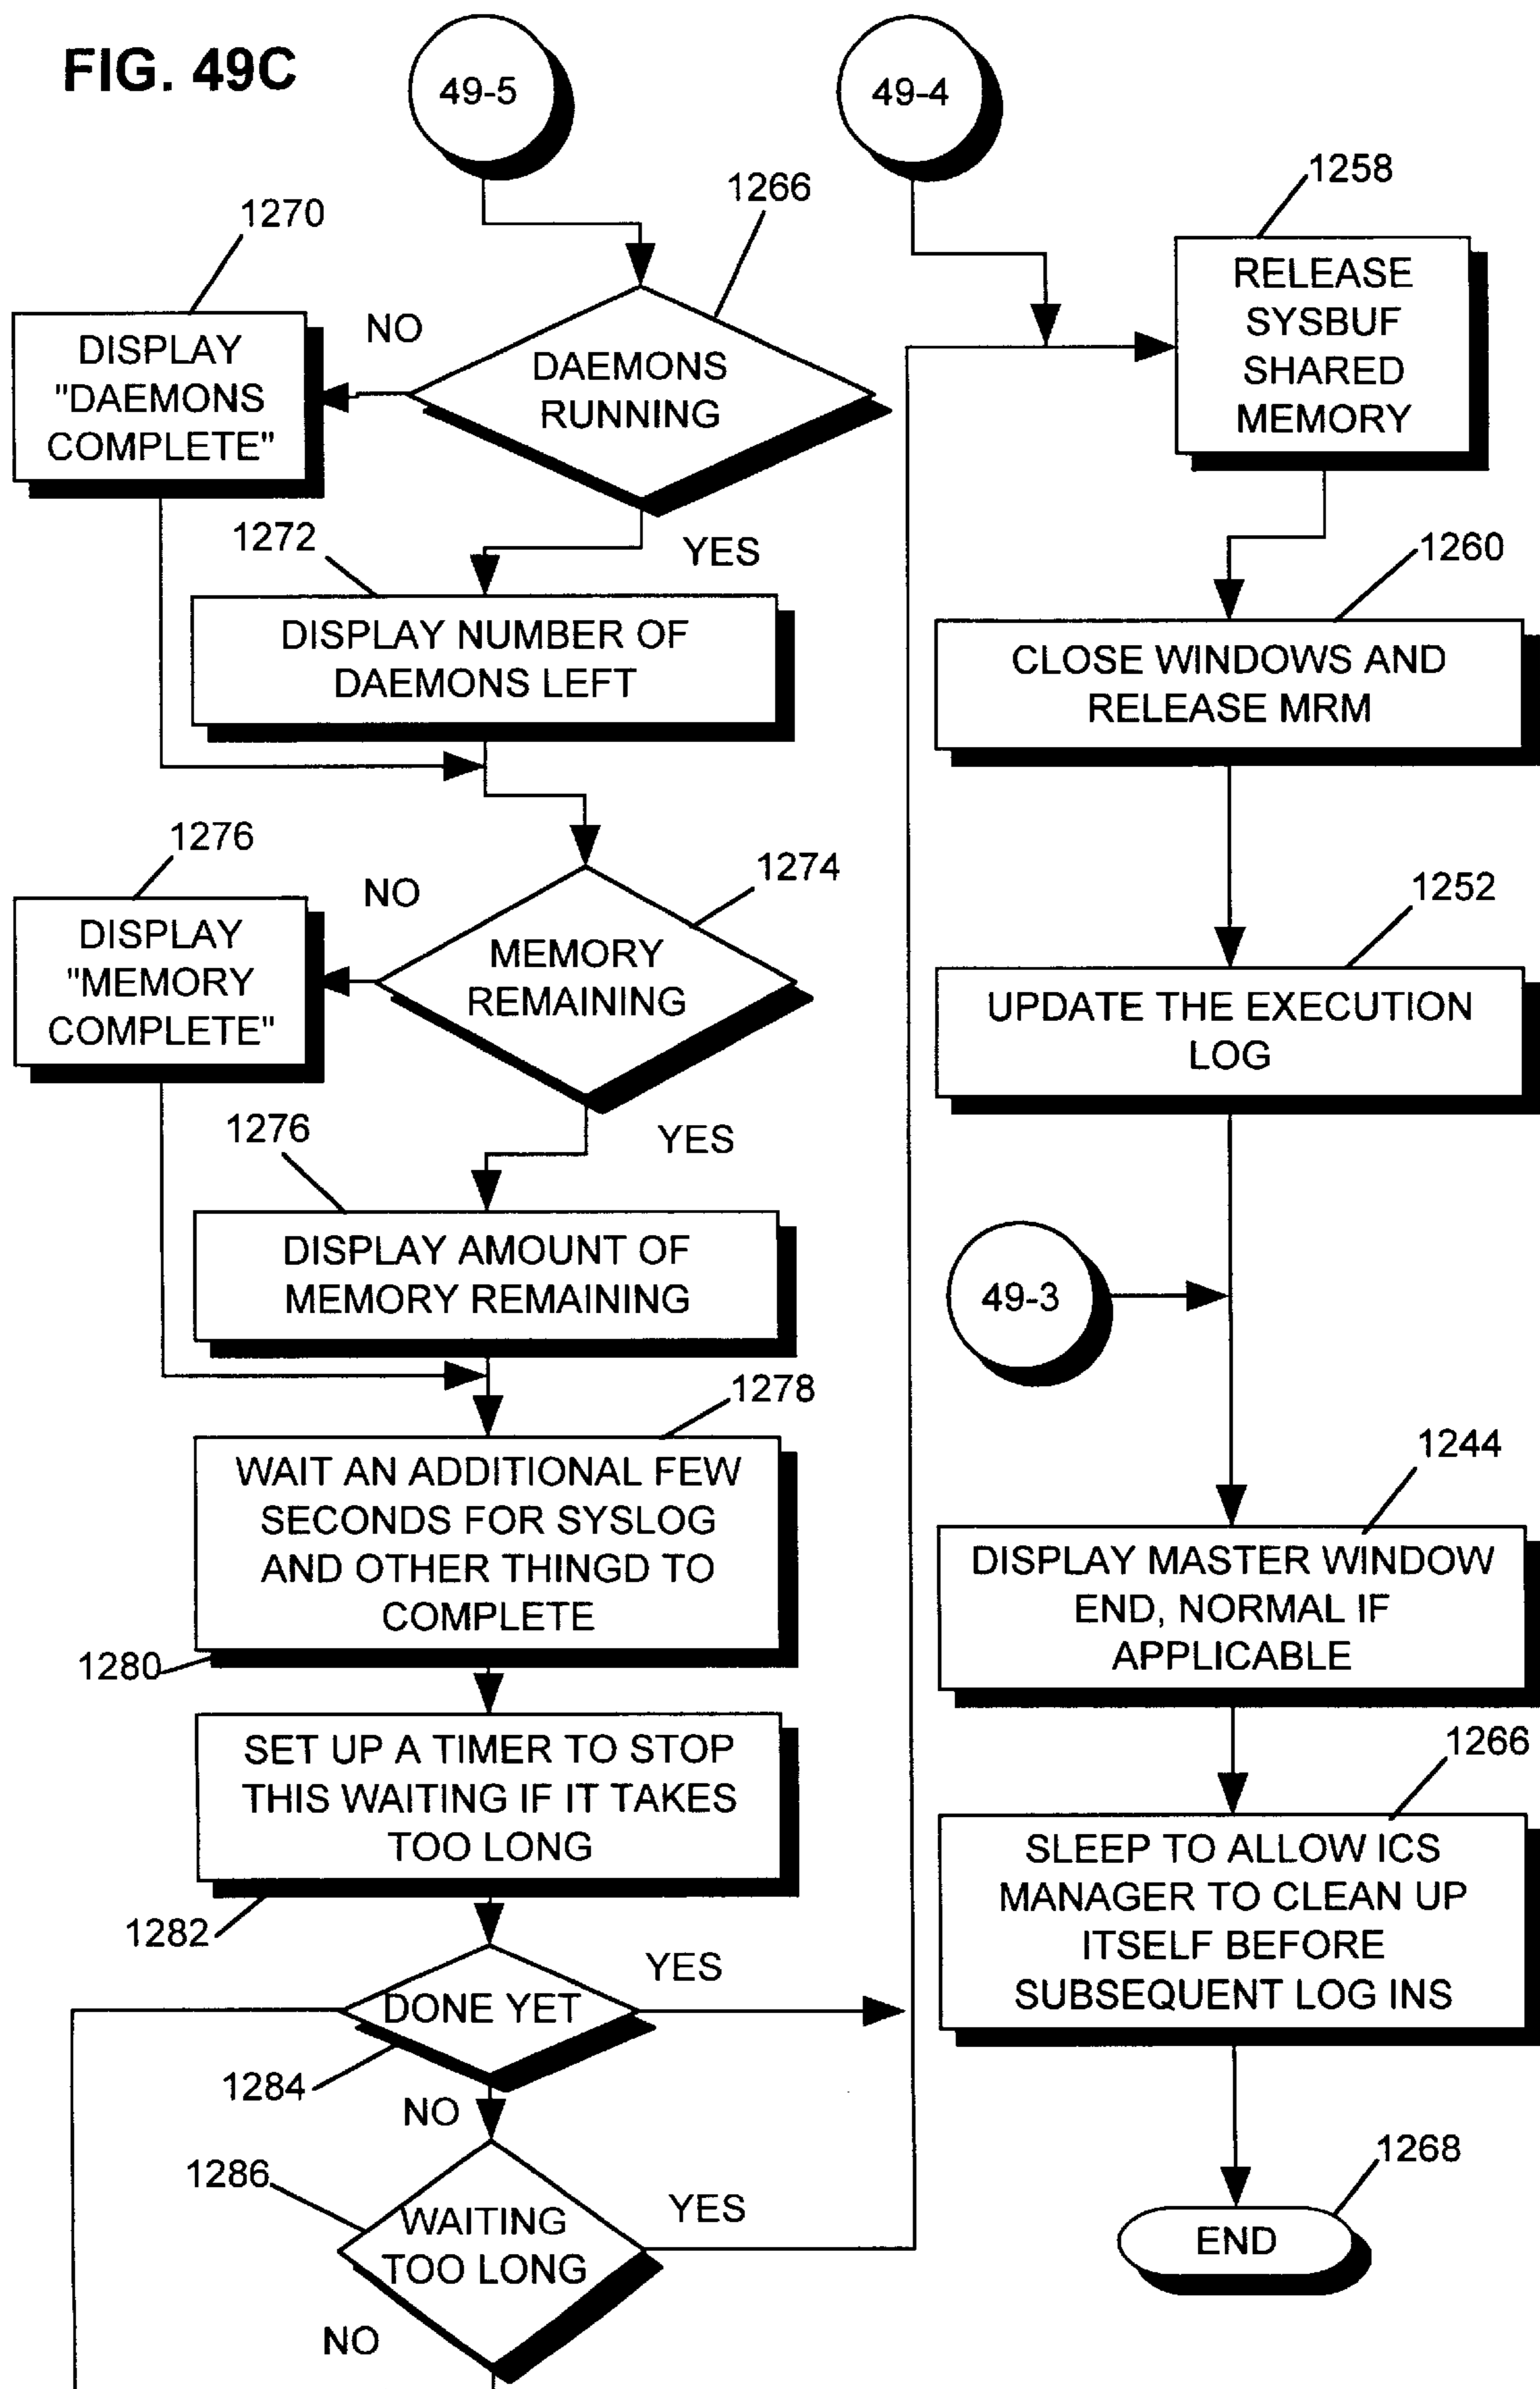 FIG. 49C
49-5
49-4
1266
1258
1270
RELEASE
SYSBUF
SHARED
MEMORY
NO
DISPLAY
"DAEMONS
COMPLETE"
DAEMONS
RUNNING
1272
YES
1260
DISPLAY NUMBER OF
DAEMONS LEFT
CLOSE WINDOWS AND
RELEASE MRM
1276
1274
NO
1252
DISPLAY
"MEMORY
COMPLETE"
MEMORY
REMAINING
UPDATE THE EXECUTION
LOG
1276
YES
DISPLAY AMOUNT OF
MEMORY REMAINING
49-3
1278
1244
WAIT AN ADDITIONAL FEW
SECONDS FOR SYSLOG
AND OTHER THINGD TO
COMPLETE
DISPLAY MASTER WINDOW
END, NORMAL IF
APPLICABLE
1280
1266
SET UP A TIMER TO STOP
THIS WAITING IF IT TAKES
TOO LONG
SLEEP TO ALLOW ICS
MANAGER TO CLEAN UP
ITSELF BEFORE
SUBSEQUENT LOG INS
1282
YES
DONE YET
1284
NO
1268
1286
YES
WAITING
TOO LONG
END
NO